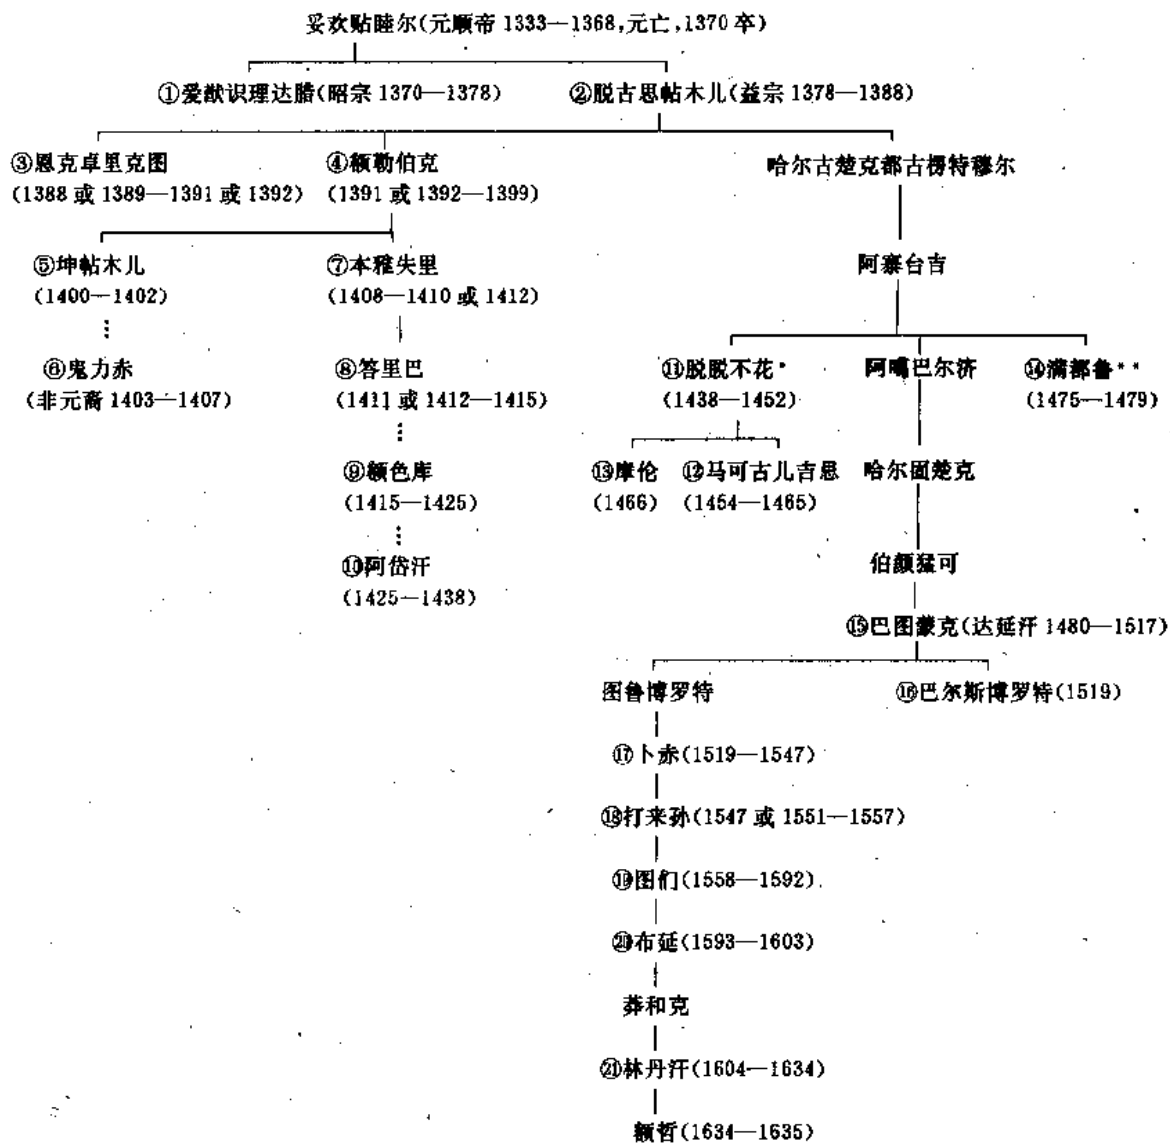 妥欢贴睦尔(元顺帝 1333—1368,元亡,1370 卒)
①爱猷识理达腊(昭宗 1370—1378) ②脱古思帖木儿(益宗 1378—1388)
③恩克卓里克图 ④额勒伯克 哈尔古楚克都古楞特穆尔
(1388 或 1389—1391 或 1392) (1391 或 1392—1399)
⑤坤帖木儿 ⑦本雅失里 阿寨台吉
(1400—1402) (1408—1410 或 1412)
⑥鬼力赤 ⑧答里巴 ⑪脱脱不花* 阿噶巴尔济 ⑭满都鲁**
(非元裔 1403—1407) (1411 或 1412—1415) (1438—1452) (1475—1479)
⑨额色库 ⑬摩伦 ⑫马可古儿吉思 哈尔固楚克
(1415—1425) (1466) (1454—1465)
⑩阿岱汗 伯颜猛可
(1425—1438)
⑮巴图蒙克(达延汗 1480—1517)
图鲁博罗特 ⑯巴尔斯博罗特(1519)
⑰卜赤(1519—1547)
⑱打来孙(1547 或 1551—1557)
⑲图们(1558—1592)
⑳布延(1593—1603)
莽和克
㉑林丹汗(1604—1634)
额哲(1634—1635)